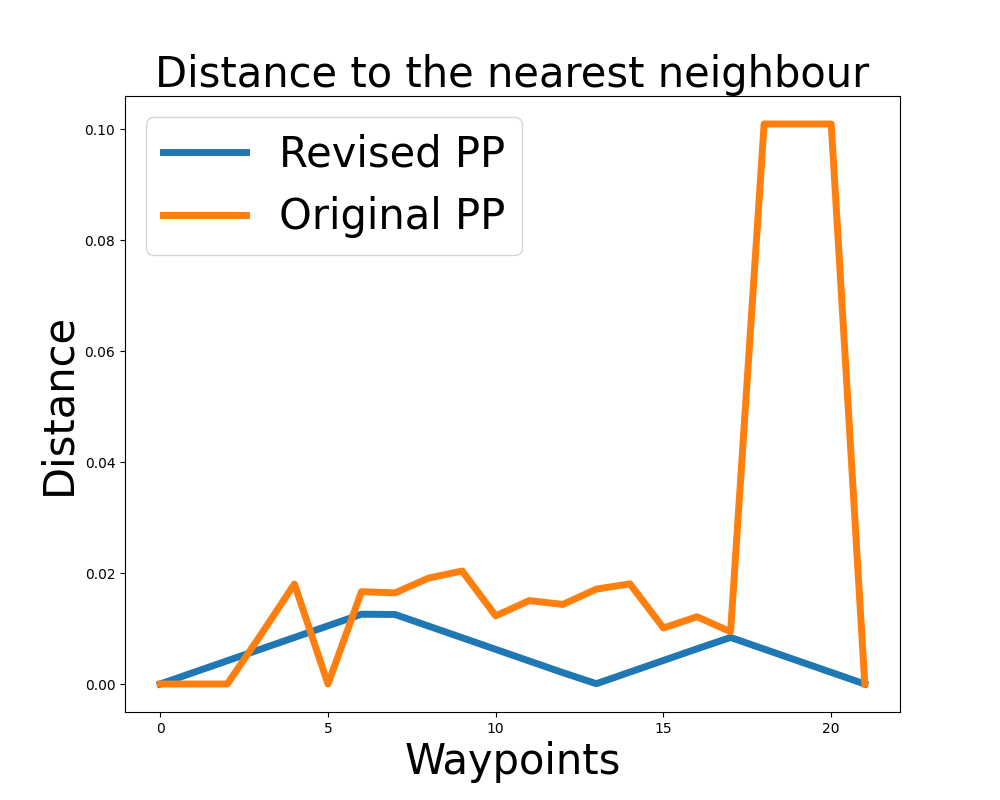 Distance to the nearest neighbour
Revised PP
Original PP
Distance
0.10
0.08
0.06
0.04
0.02
0.00
0 5 10 15 20
Waypoints